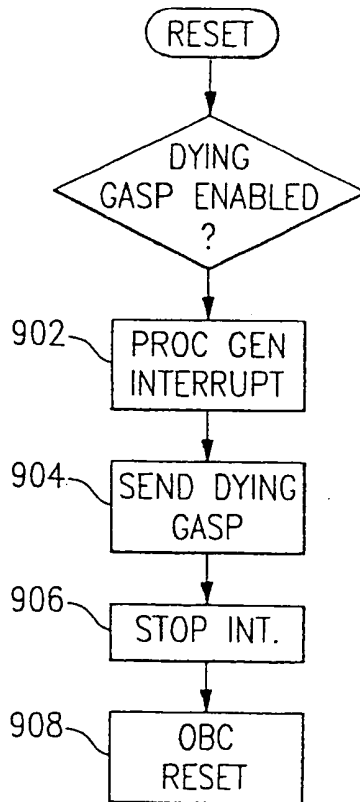 RESET
DYING
GASP ENABLED
?
902
PROC GEN
INTERRUPT
904
SEND DYING
GASP
906
STOP INT.
908
OBC
RESET